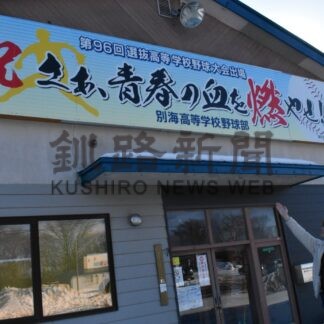 第96回選抜高等学校野球大会出場
祝 さあ、青春の血を燃やせ!
別海高等学校野球部
釧路新聞
KUSHIRO NEWS WEB